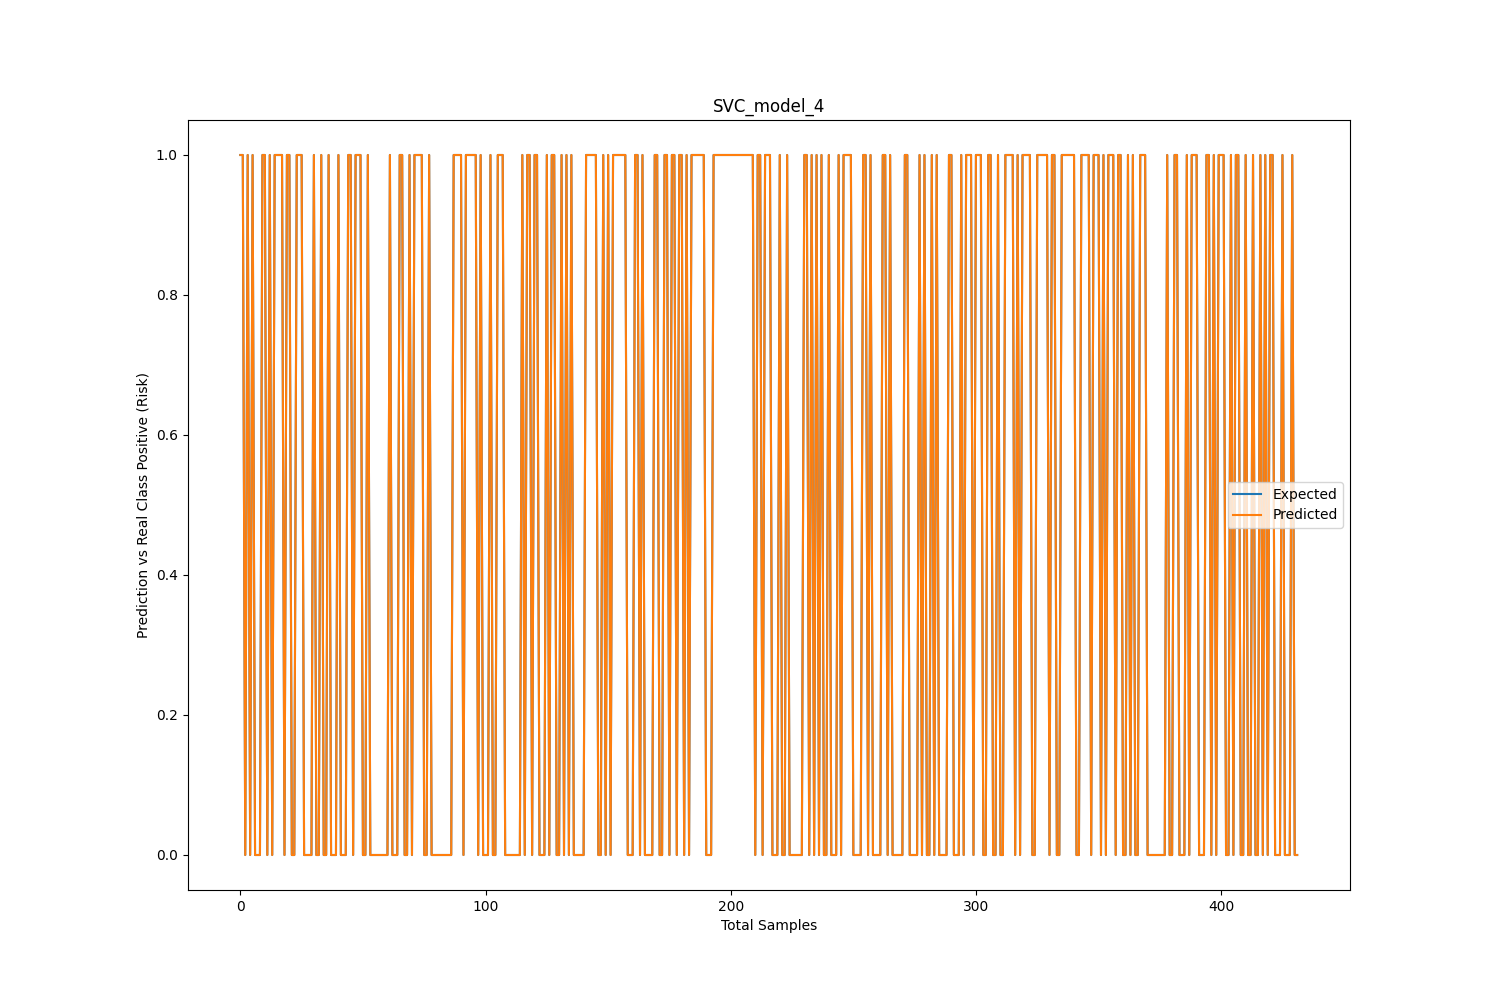 SVC_model_4
Prediction vs Real Class Positive (Risk)
1.0
0.8
0.6
0.4
0.2
0.0
Expected
Predicted
0 100 200 300 400
Total Samples